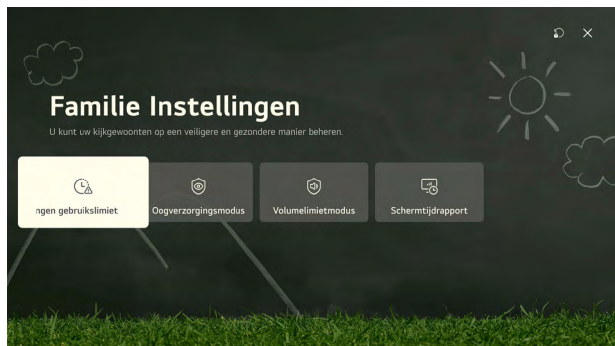 Familie Instellingen
U kunt uw kijkgewoonten op een veiligere en gezondere manier beheren.
ngen gebruikslimiet
Oogverzorgingsmodus
Volumelimietmodus
Schermtijdrapport